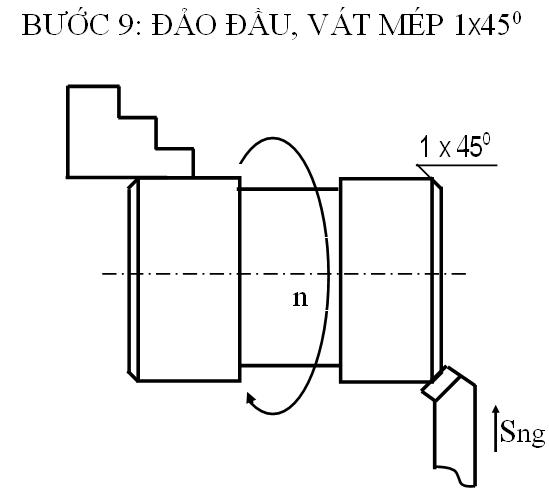 BƯỚC 9: ĐẢO ĐẦU, VÁT MÉP 1x45⁰
1 x 45⁰
n
Sng